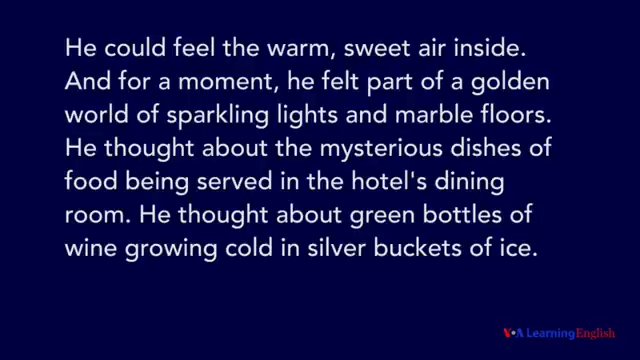 He could feel the warm, sweet air inside.
And for a moment, he felt part of a golden
world of sparkling lights and marble floors.
He thought about the mysterious dishes of
food being served in the hotel's dining
room. He thought about green bottles of
wine growing cold in silver buckets of ice.
VOA Learning English